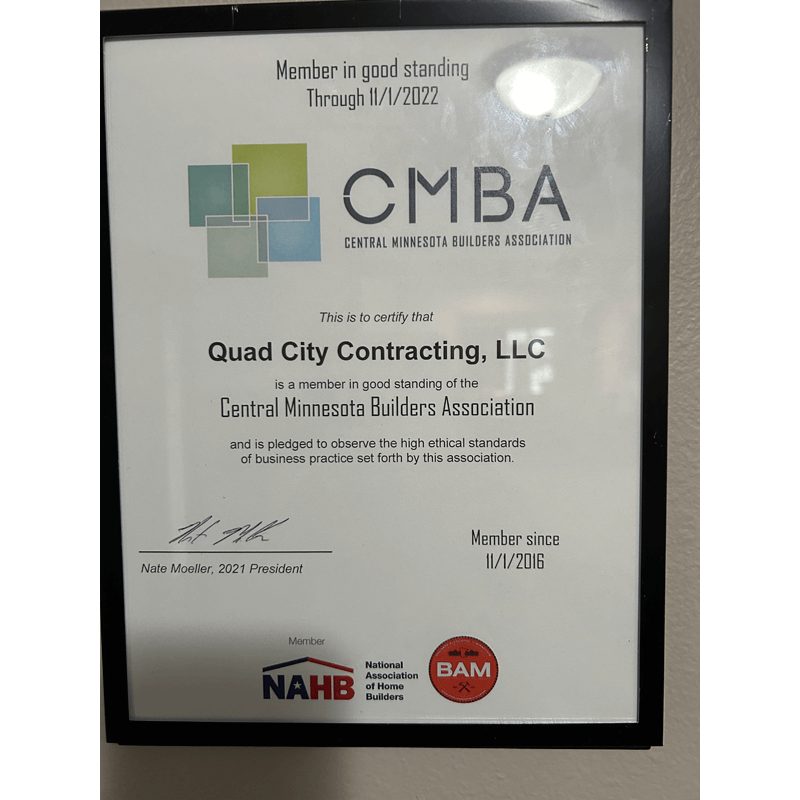 Member in good standing
Through 11/1/2022
CMBA
CENTRAL MINNESOTA BUILDERS ASSOCIATION
This is to certify that
Quad City Contracting, LLC
is a member in good standing of the
Central Minnesota Builders Association
and is pledged to observe the high ethical standards
of business practice set forth by this association.
Nate Moeller, 2021 President
Member since
11/1/2016
Member
NAHB
National
Association
of Home
Builders
BAM